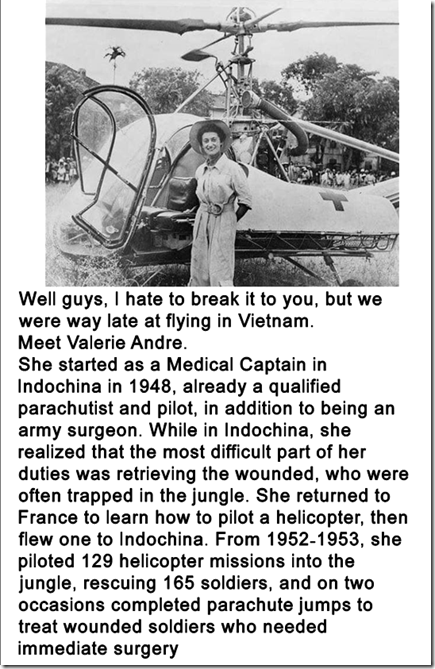 Well guys, I hate to break it to you, but we
were way late at flying in Vietnam.
Meet Valerie Andre.
She started as a Medical Captain in
Indochina in 1948, already a qualified
parachutist and pilot, in addition to being an
army surgeon. While in Indochina, she
realized that the most difficult part of her
duties was retrieving the wounded, who were
often trapped in the jungle. She returned to
France to learn how to pilot a helicopter, then
flew one to Indochina. From 1952-1953, she
piloted 129 helicopter missions into the
jungle, rescuing 165 soldiers, and on two
occasions completed parachute jumps to
treat wounded soldiers who needed
immediate surgery